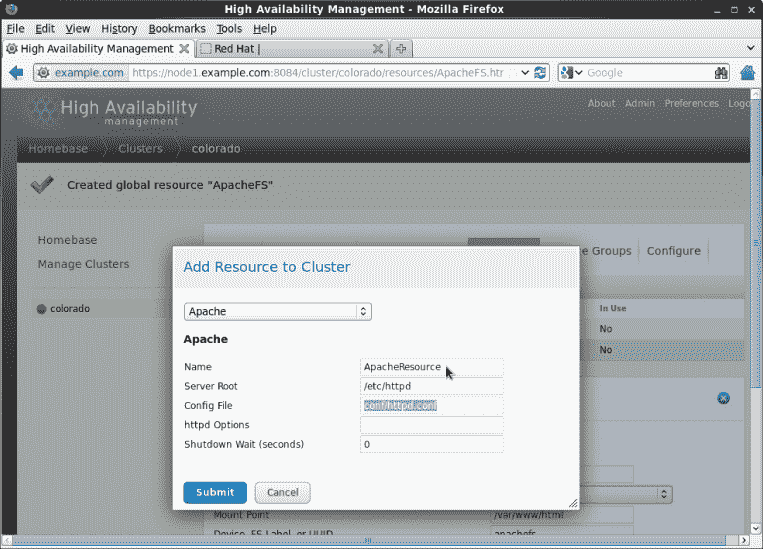 High Availability Management - Mozilla Firefox
File Edit View History Bookmarks Tools Help
High Availability Management Red Hat |
example.com https://node1.example.com:8084/cluster/colorado/resources/ApacheFS.htr Google
High Availability
management
About Admin Preferences Logo
Homebase Clusters colorado
Created global resource "ApacheFS"
Homebase
Manage Clusters
colorado
e Groups Configure
In Use
No
No
Add Resource to Cluster
Apache
Apache
Name ApacheResource
Server Root /etc/httpd
Config File conf/httpd.conf
httpd Options
Shutdown Wait (seconds) 0
Submit Cancel
Mount Point /var/www/html
Device, FS Label, or UUID apachefs